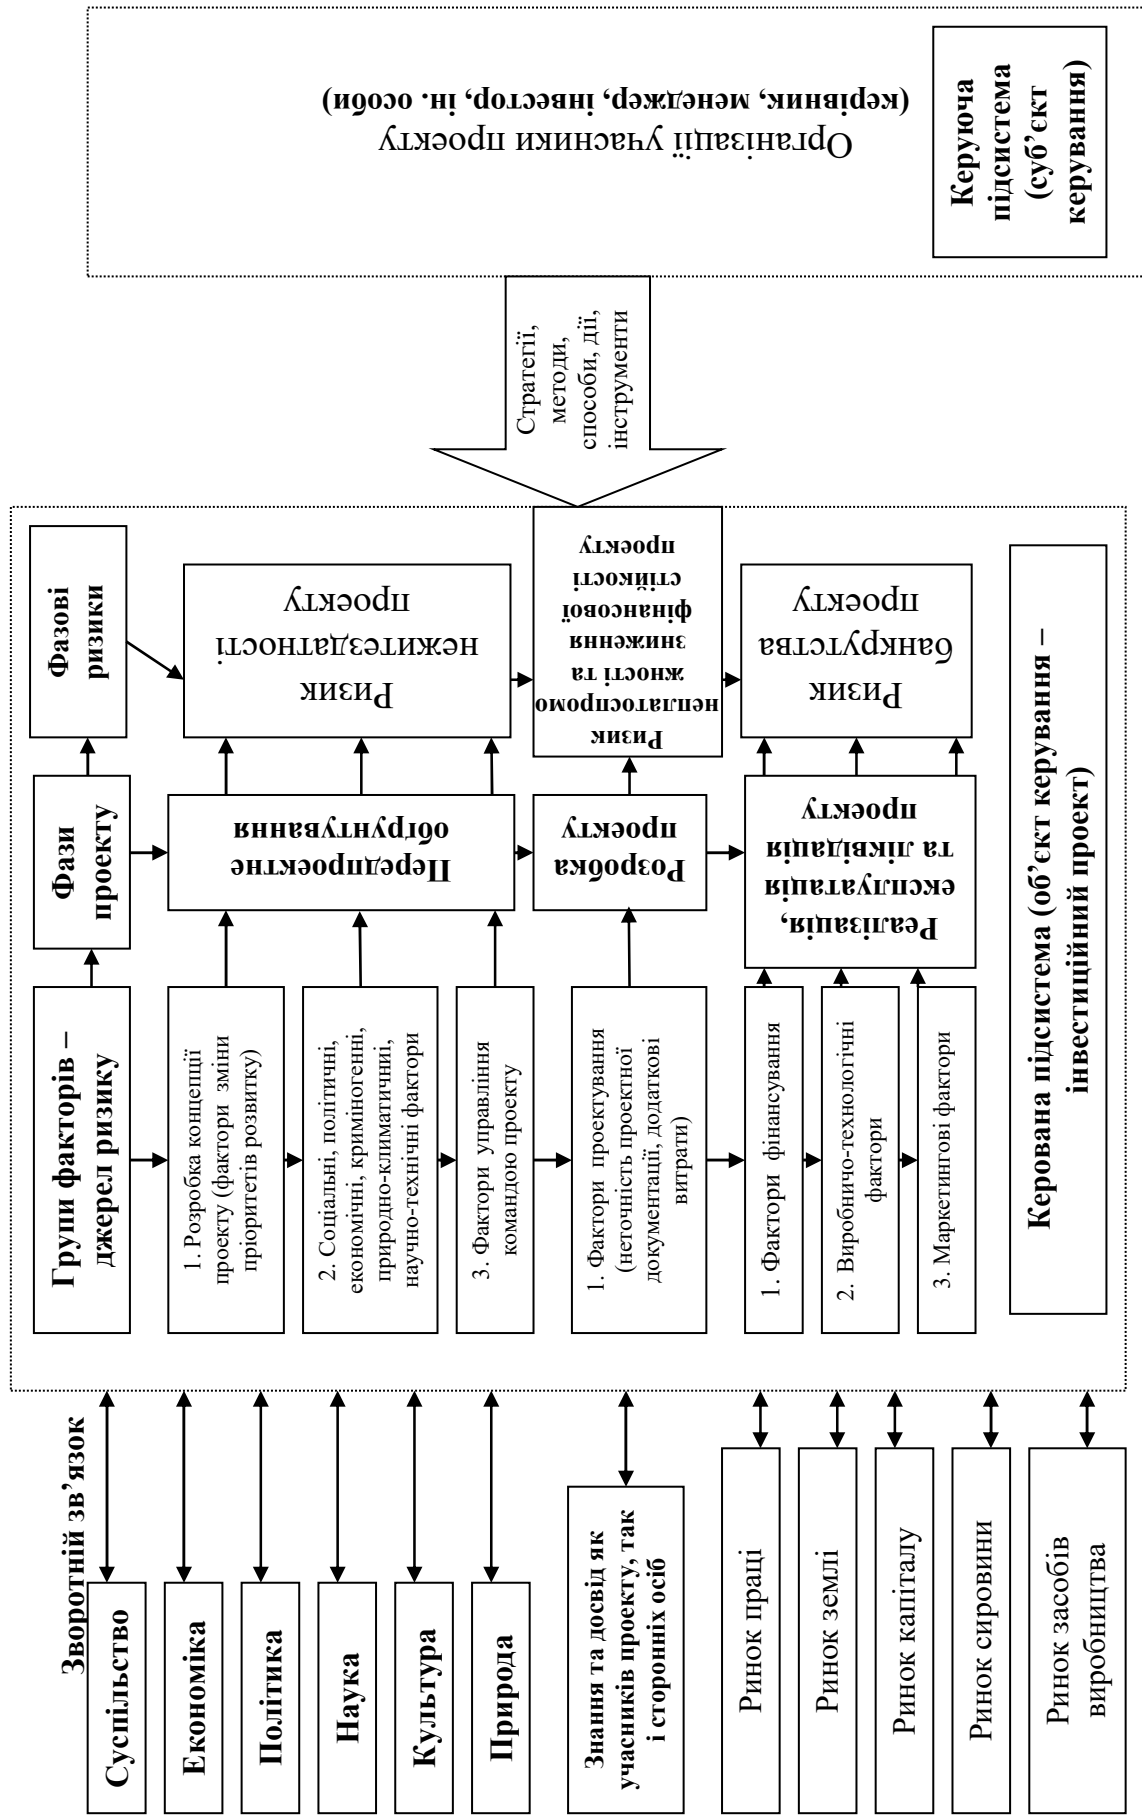 Зворотній зв’язок
Суспільство
Економіка
Політика
Наука
Культура
Природа
Знання та досвід як
учасників проекту, так
і сторонніх осіб
Ринок праці
Ринок землі
Ринок капіталу
Ринок сировини
Ринок засобів
виробництва
Групи факторів –
джерел ризику
1. Розробка концепції
проекту (фактори зміни
пріоритетів розвитку)
2. Соціальні, політичні,
економічні, криміногенні,
природно-климатичниі,
научно-технічні фактори
3. Фактори управління
командою проекту
1. Фактори проектування
(неточність проектної
документації, додаткові
витрати)
1. Фактори фінансування
2. Виробничо-технологічні
фактори
3. Маркетингові фактори
Фази
проекту
Передпроектне
обґрунтування
Розробка
проекту
Реалізація,
експлуатація
та ліквідація
проекту
Фазові
ризики
Ризик
нежитездатності
проекту
Ризик
неплатоспромо
жності та
зниження
фінансової
стійкості
проекту
Ризик
банкрутства
проекту
Керована підсистема (об’єкт керування –
інвестиційний проект)
Стратегії,
методи,
способи, дії,
інструменти
Організації учасники проекту
(керівник, менеджер, інвестор, ін. особи)
Керуюча
підсистема
(суб’єкт
керування)